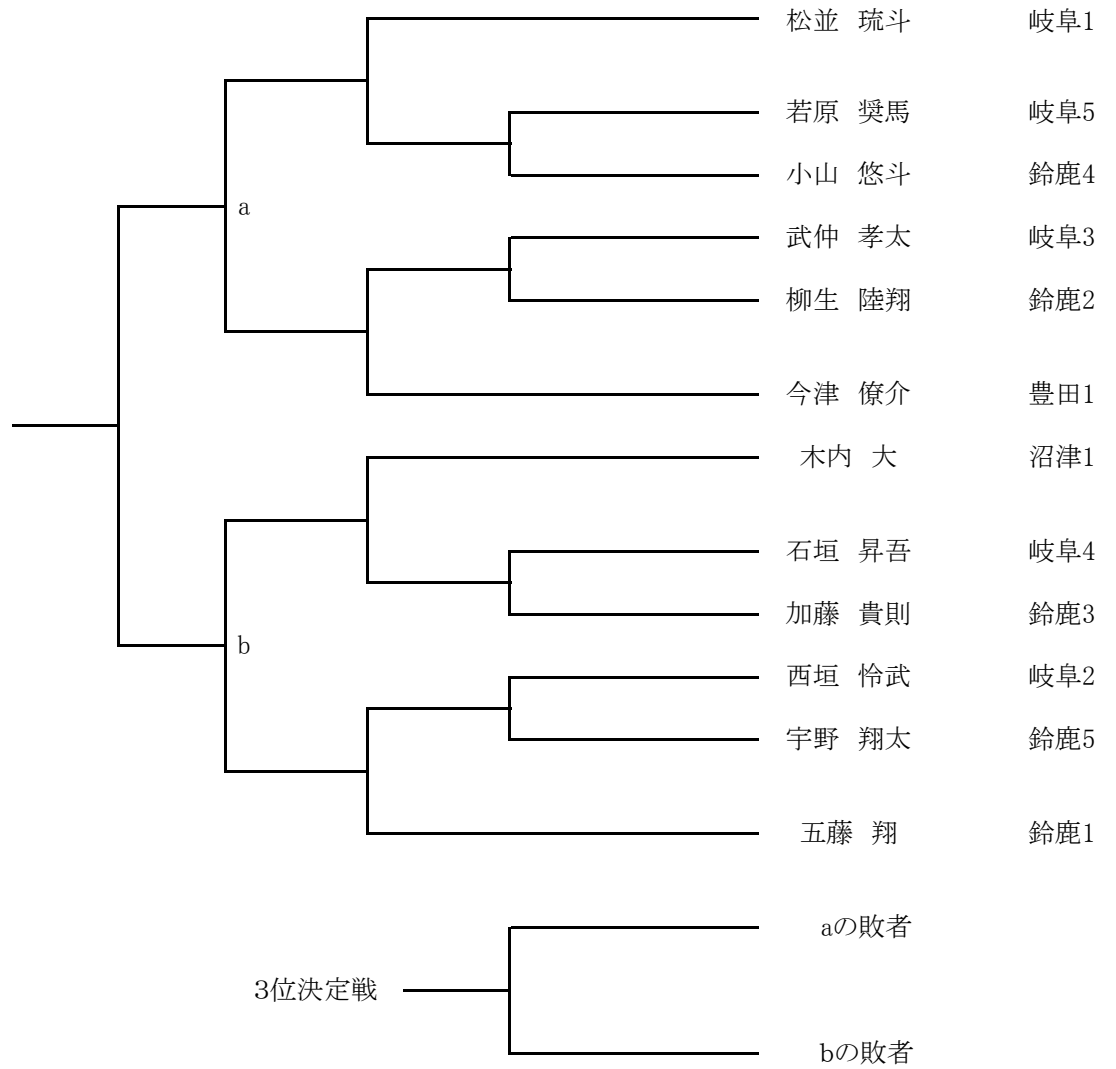 松並 琉斗 岐阜1
若原 奨馬 岐阜5
小山 悠斗 鈴鹿4
a
武仲 孝太 岐阜3
柳生 陸翔 鈴鹿2
今津 僚介 豊田1
木内 大 沼津1
石垣 昇吾 岐阜4
加藤 貴則 鈴鹿3
b
西垣 怜武 岐阜2
宇野 翔太 鈴鹿5
五藤 翔 鈴鹿1
aの敗者
3位決定戦
bの敗者